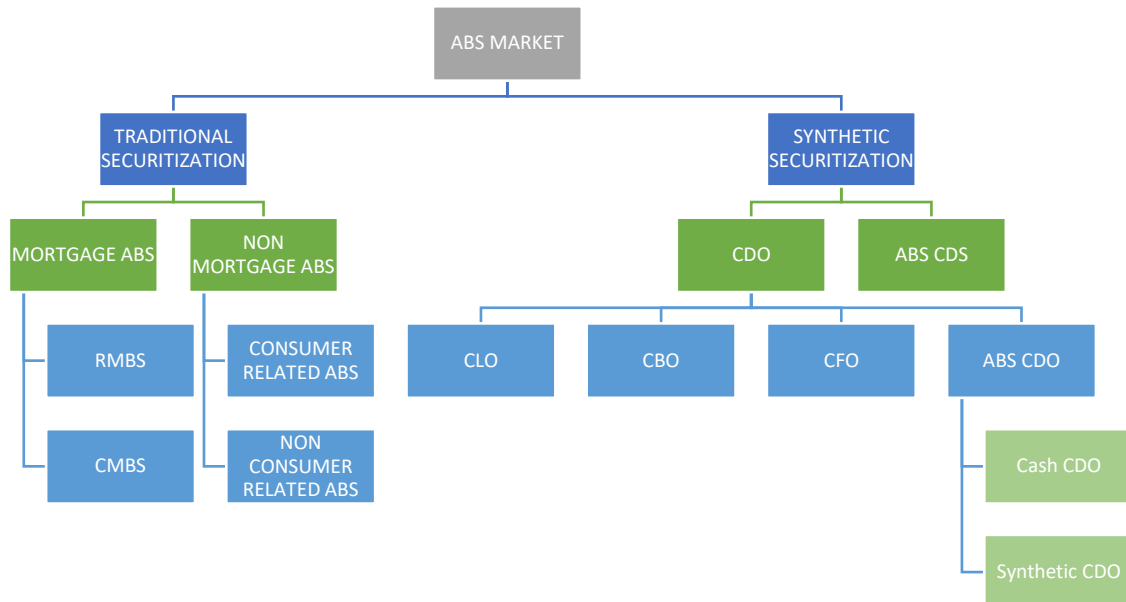 ABS MARKET
TRADITIONAL
SECURITIZATION
SYNTHETIC
SECURITIZATION
MORTGAGE ABS
NON
MORTGAGE ABS
CDO
ABS CDS
RMBS
CONSUMER
RELATED ABS
CLO
CBO
CFO
ABS CDO
CMBS
NON
CONSUMER
RELATED ABS
Cash CDO
Synthetic CDO